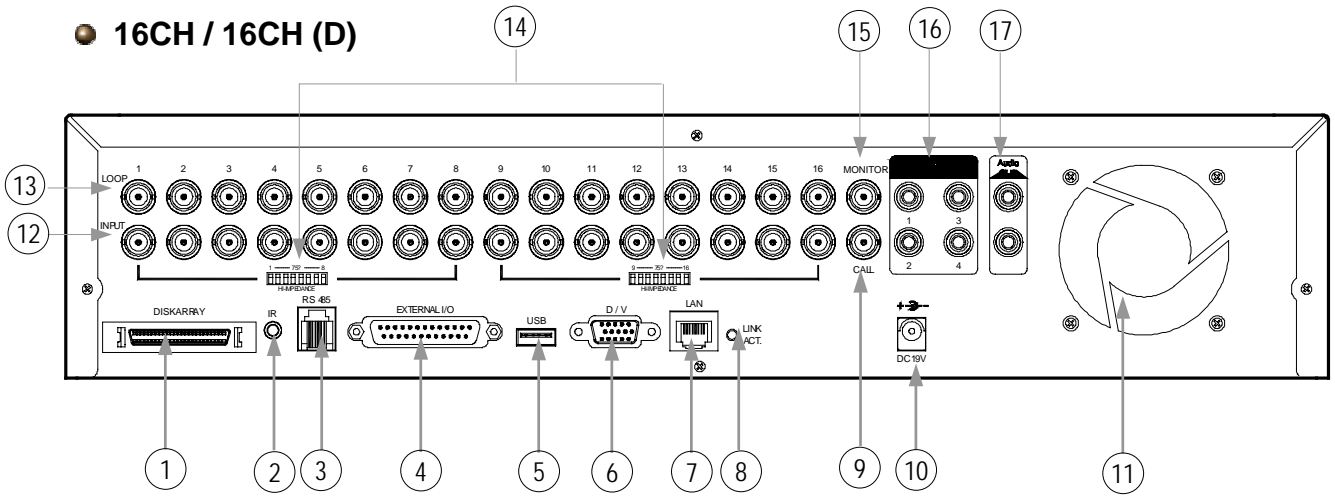 16CH / 16CH (D)
14
15
16
17
1 2 3 4 5 6 7 8 9 10 11 12 13 14 15 16 MONITOR
Audio
LOOP
13
INPUT
12
1 3
2 4
CALL
1 75? 8
HI-IMPEDANCE
9 75? 16
HI-IMPEDANCE
DISKARRAY
IR
RS 485
EXTERNAL I/O
USB
D / V
LAN
LINK
ACT.
DC19V
1 2 3 4 5 6 7 8 9 10 11